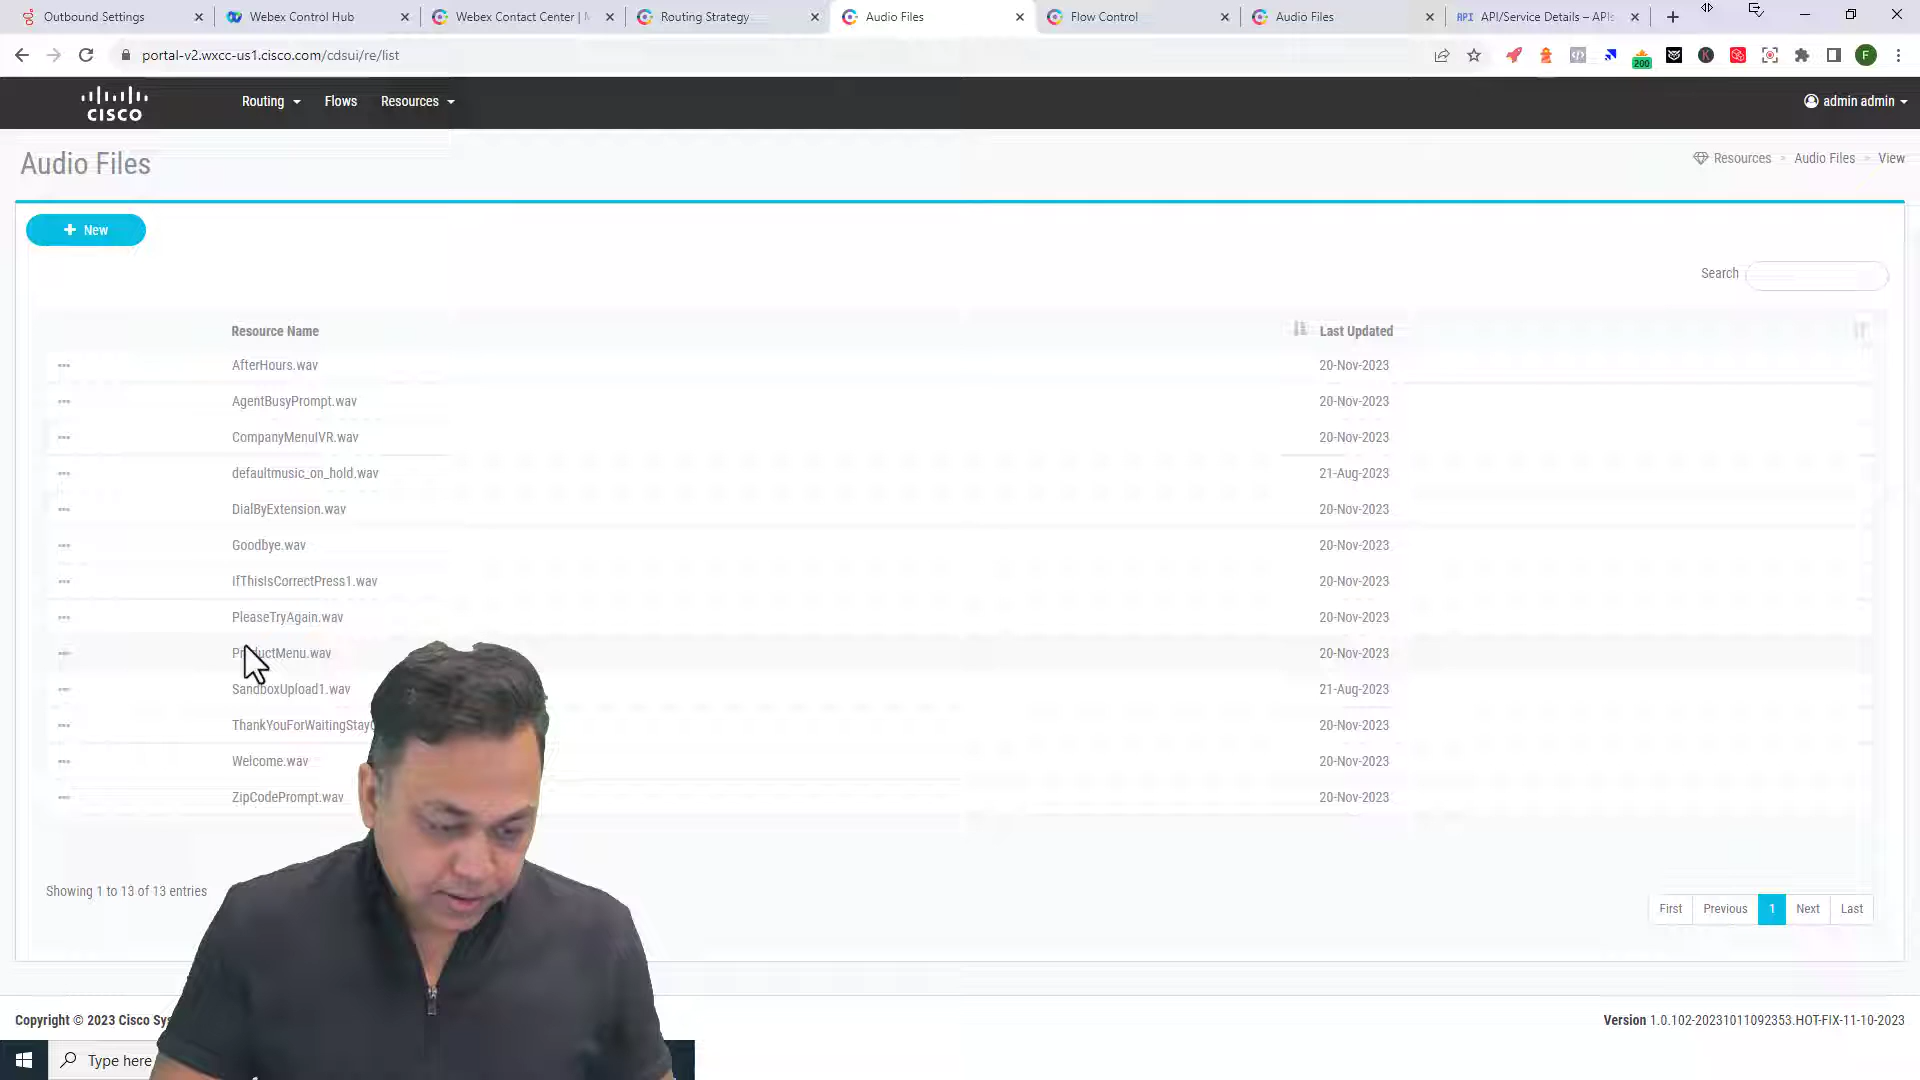 Outbound Settings
Webex Control Hub
Webex Contact Center |
Routing Strategy
Audio Files
Flow Control
Audio Files
API/Service Details – APIs
portal-v2.wxcc-us1.cisco.com/cdsui/re/list
200
F
CISCO
Routing
Flows
Resources
admin admin
Audio Files
Resources > Audio Files > View
+ New
Search
Resource Name Last Updated
AfterHours.wav 20-Nov-2023
AgentBusyPrompt.wav 20-Nov-2023
CompanyMenuIVR.wav 20-Nov-2023
defaultmusic_on_hold.wav 21-Aug-2023
DialByExtension.wav 20-Nov-2023
Goodbye.wav 20-Nov-2023
IfThisIsCorrectPress1.wav 20-Nov-2023
PleaseTryAgain.wav 20-Nov-2023
ProductMenu.wav 20-Nov-2023
SandboxUpload1.wav 21-Aug-2023
ThankYouForWaitingStay 20-Nov-2023
Welcome.wav 20-Nov-2023
ZipCodePrompt.wav 20-Nov-2023
Showing 1 to 13 of 13 entries
First Previous 1 Next Last
Copyright © 2023 Cisco Sys
Version 1.0.102-20231011092353.HOT-FIX-11-10-2023
Type here